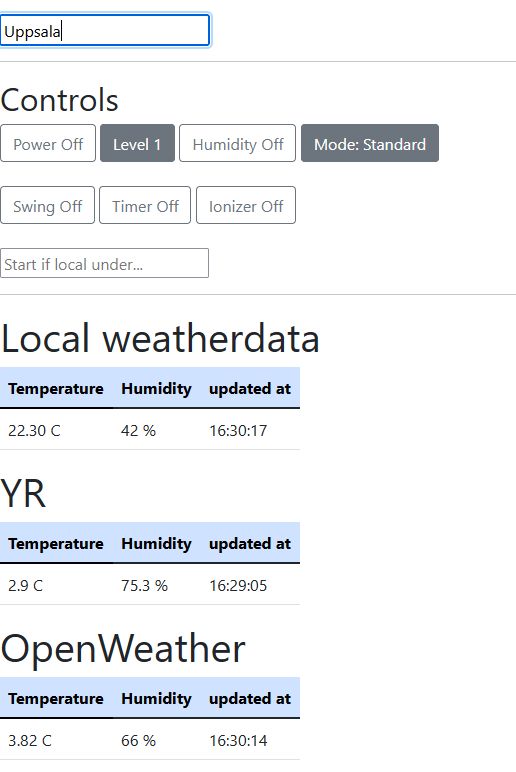 Uppsala
Controls
Power Off Level 1 Humidity Off Mode: Standard
Swing Off Timer Off Ionizer Off
Start if local under...
Local weatherdata
Temperature Humidity updated at
22.30 C 42 % 16:30:17
YR
Temperature Humidity updated at
2.9 C 75.3 % 16:29:05
OpenWeather
Temperature Humidity updated at
3.82 C 66 % 16:30:14